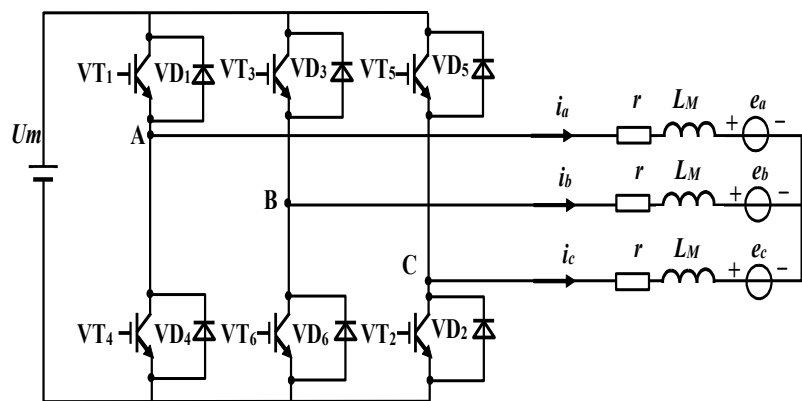 VT1 VD1 VT3 VD3 VT5 VD5
Um
A
ia r LM + ea −
B
ib r LM + eb −
C
ic r LM + ec −
VT4 VD4 VT6 VD6 VT2 VD2